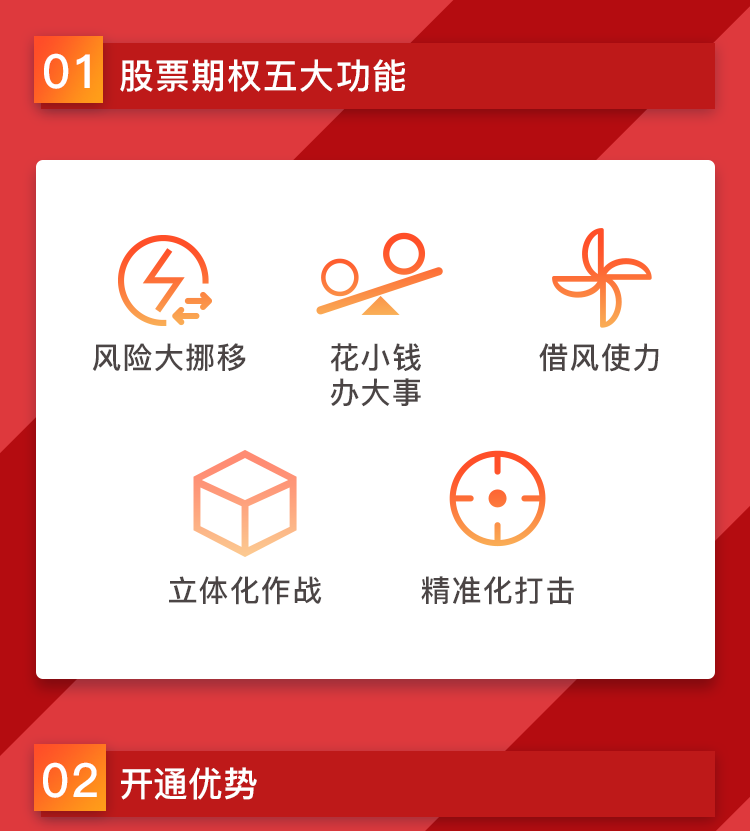 01 股票期权五大功能
风险大挪移
花小钱
办大事
借风使力
立体化作战
精准化打击
02 开通优势